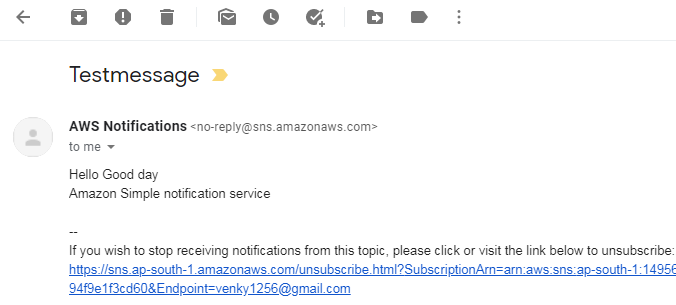 Testmessage
AWS Notifications <no-reply@sns.amazonaws.com>
to me
Hello Good day
Amazon Simple notification service
--
If you wish to stop receiving notifications from this topic, please click or visit the link below to unsubscribe:
https://sns.ap-south-1.amazonaws.com/unsubscribe.html?SubscriptionArn=arn:aws:sns:ap-south-1:14956
94f9e1f3cd60&Endpoint=venky1256@gmail.com